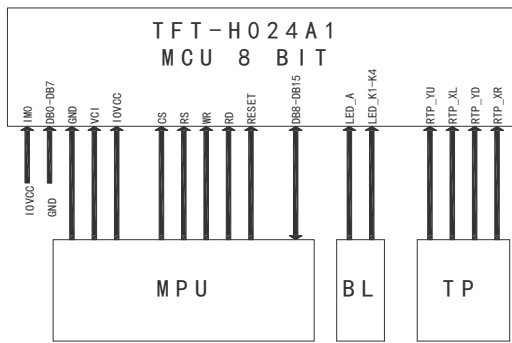 TFT-H024A1
MCU 8 BIT
IM0
DB0-DB7
GND
VCI
IOVCC
CS
RS
WR
RD
RESET
DB8-DB15
LED_A
LED_K1-K4
RTP_YU
RTP_XL
RTP_YD
RTP_XR
IOVCC
GND
MPU
BL
TP